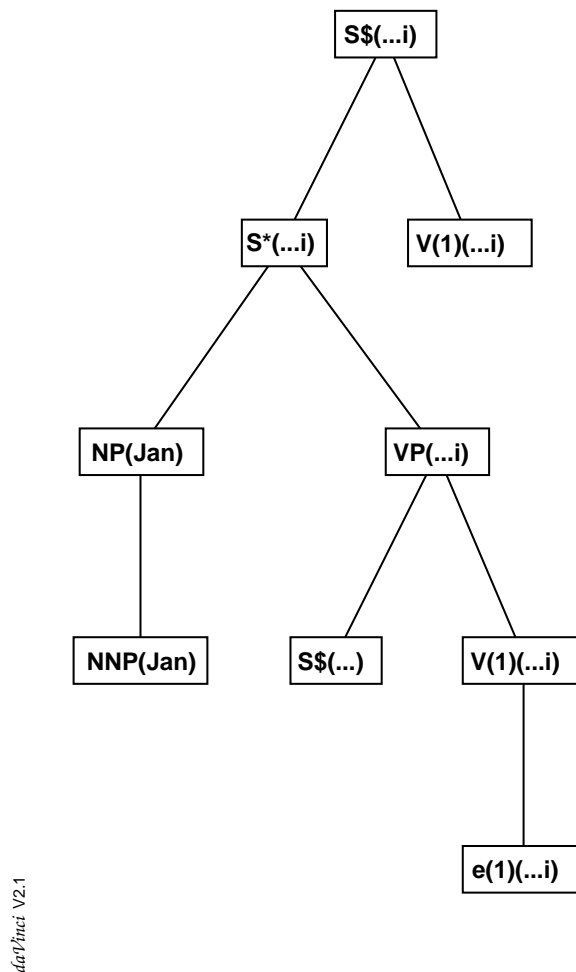 S$(...i)
S*(...i)
V(1)(...i)
NP(Jan)
VP(...i)
NNP(Jan)
S$(...)
V(1)(...i)
e(1)(...i)
daVinci V2.1